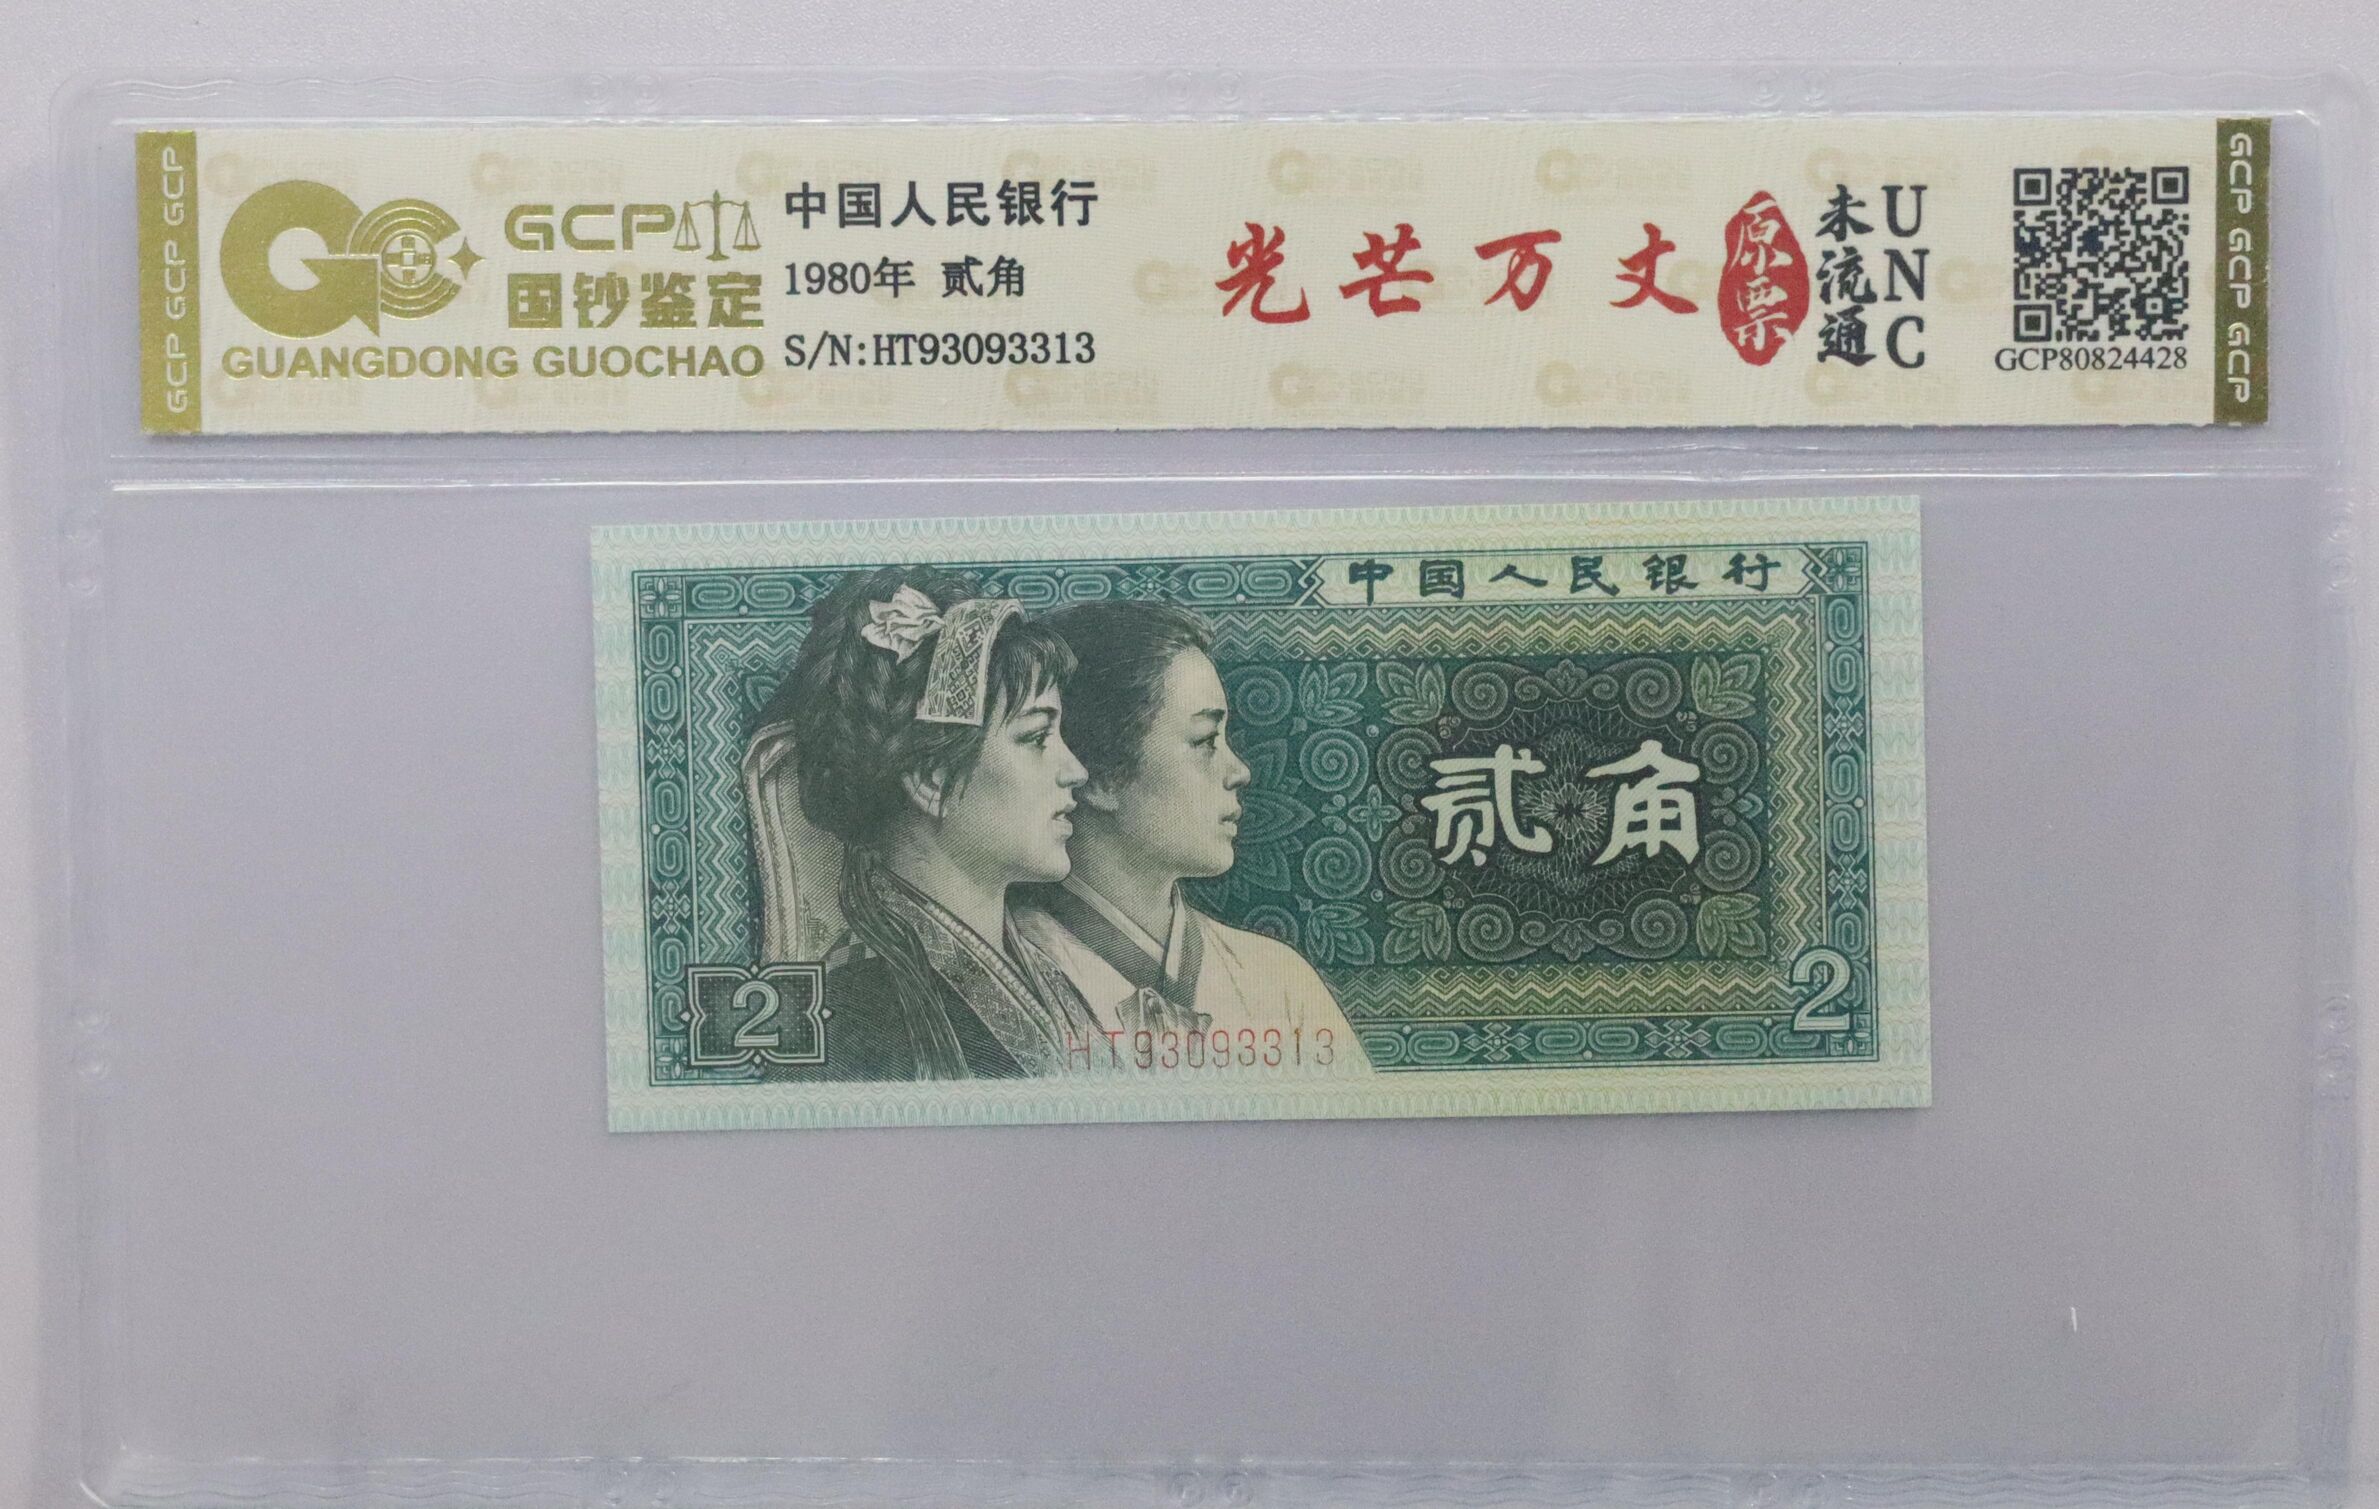 GCP GCP GCP
GCP
国钞鉴定
GUANGDONG GUOCHAO
中国人民银行
1980年 贰角
S/N:HT93093313
光芒万丈
原票
未流通
UNC
GCP80824428
GCP GCP GCP
中国人民银行
贰角
2
2
HT93093313